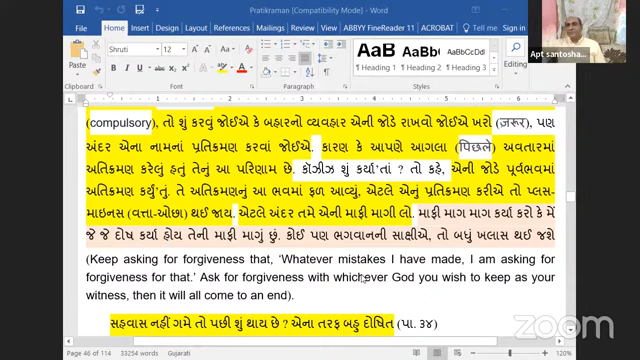 Pratikraman [Compatibility Mode] - Word
Apt santosha...
File Home Insert Design Layout References Mailings Review View ABBYY FineReader 11 ACROBAT Tell me Share
Paste
Shruti 12
B I U
AaB AaBbC AaBbCcDdI
Heading 1 Heading 2 Heading 3
Editing
Clipboard Font Paragraph Styles
(compulsory), તો શું કરવું જોઈએ કે બહારનો વ્યવહાર એની જોડે રાખવો જોઈએ ખરો (ज़रूर), પણ
અંદર એના નામનાં પ્રતિક્રમણ કરવાં જોઈએ. કારણ કે આપણે આગલા (पिछले) અવતારમાં
અતિક્રમણ કરેલું હતું તેનું આ પરિણામ છે. કૉઝીઝ શું કર્યાં'તાં ? તો કહે, એની જોડે પૂર્વભવમાં
અતિક્રમણ કર્યું'તું. તે અતિક્રમણનું આ ભવમાં ફળ આવ્યું, એટલે એનું પ્રતિક્રમણ કરીએ તો પ્લસ-
માઇનસ (વત્તા-ઓછા) થઈ જાય. એટલે અંદર તમે એની માફી માગી લો. માફી માગ માગ કર્યા કરો કે મેં
જે જે દોષ કર્યા હોય તેની માફી માગું છું. કોઈ પણ ભગવાનની સાક્ષીએ, તો બધું ખલાસ થઈ જશે
(Keep asking for forgiveness that, 'Whatever mistakes I have made, I am asking for
forgiveness for that.' Ask for forgiveness with whichever God you wish to keep as your
witness, then it will all come to an end).
સહવાસ નહીં ગમે તો પછી શું થાય છે ? એના તરફ બહુ દોષિત (પા. ૩૪)
Page 46 of 114 33254 words Gujarati
zoom